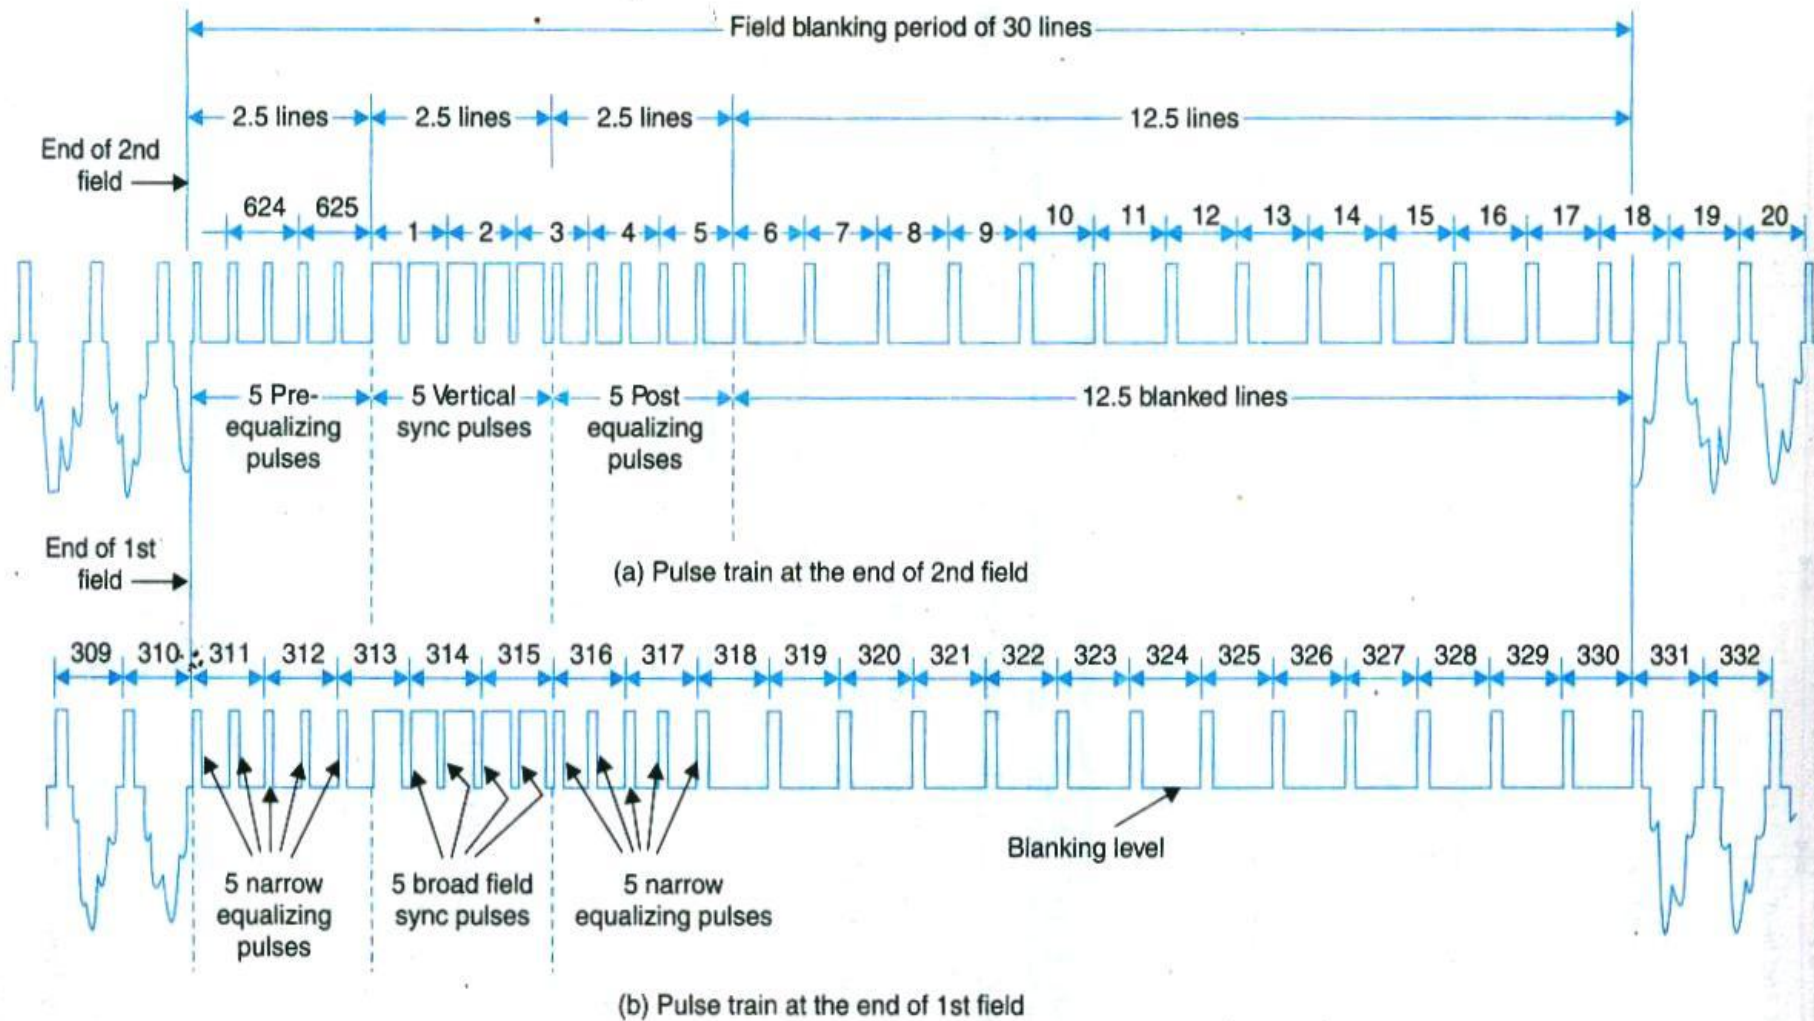 Field blanking period of 30 lines
2.5 lines 2.5 lines 2.5 lines 12.5 lines
End of 2nd
field
624 625 1 2 3 4 5 6 7 8 9 10 11 12 13 14 15 16 17 18 19 20
5 Pre-
equalizing
pulses
5 Vertical
sync pulses
5 Post
equalizing
pulses
12.5 blanked lines
End of 1st
field
(a) Pulse train at the end of 2nd field
309 310 311 312 313 314 315 316 317 318 319 320 321 322 323 324 325 326 327 328 329 330 331 332
Blanking level
5 narrow
equalizing
pulses
5 broad field
sync pulses
5 narrow
equalizing pulses
(b) Pulse train at the end of 1st field